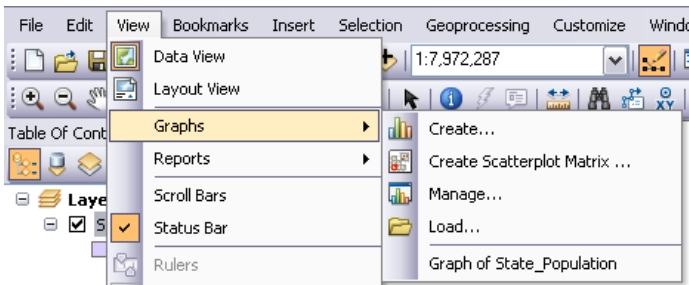 File Edit View Bookmarks Insert Selection Geoprocessing Customize
Data View
1:7,972,287
Layout View
XY
Table Of
Graphs
Create...
Reports
Create Scatterplot Matrix ...
Scroll Bars
Manage...
Status Bar
Load...
Rulers
Graph of State_Population